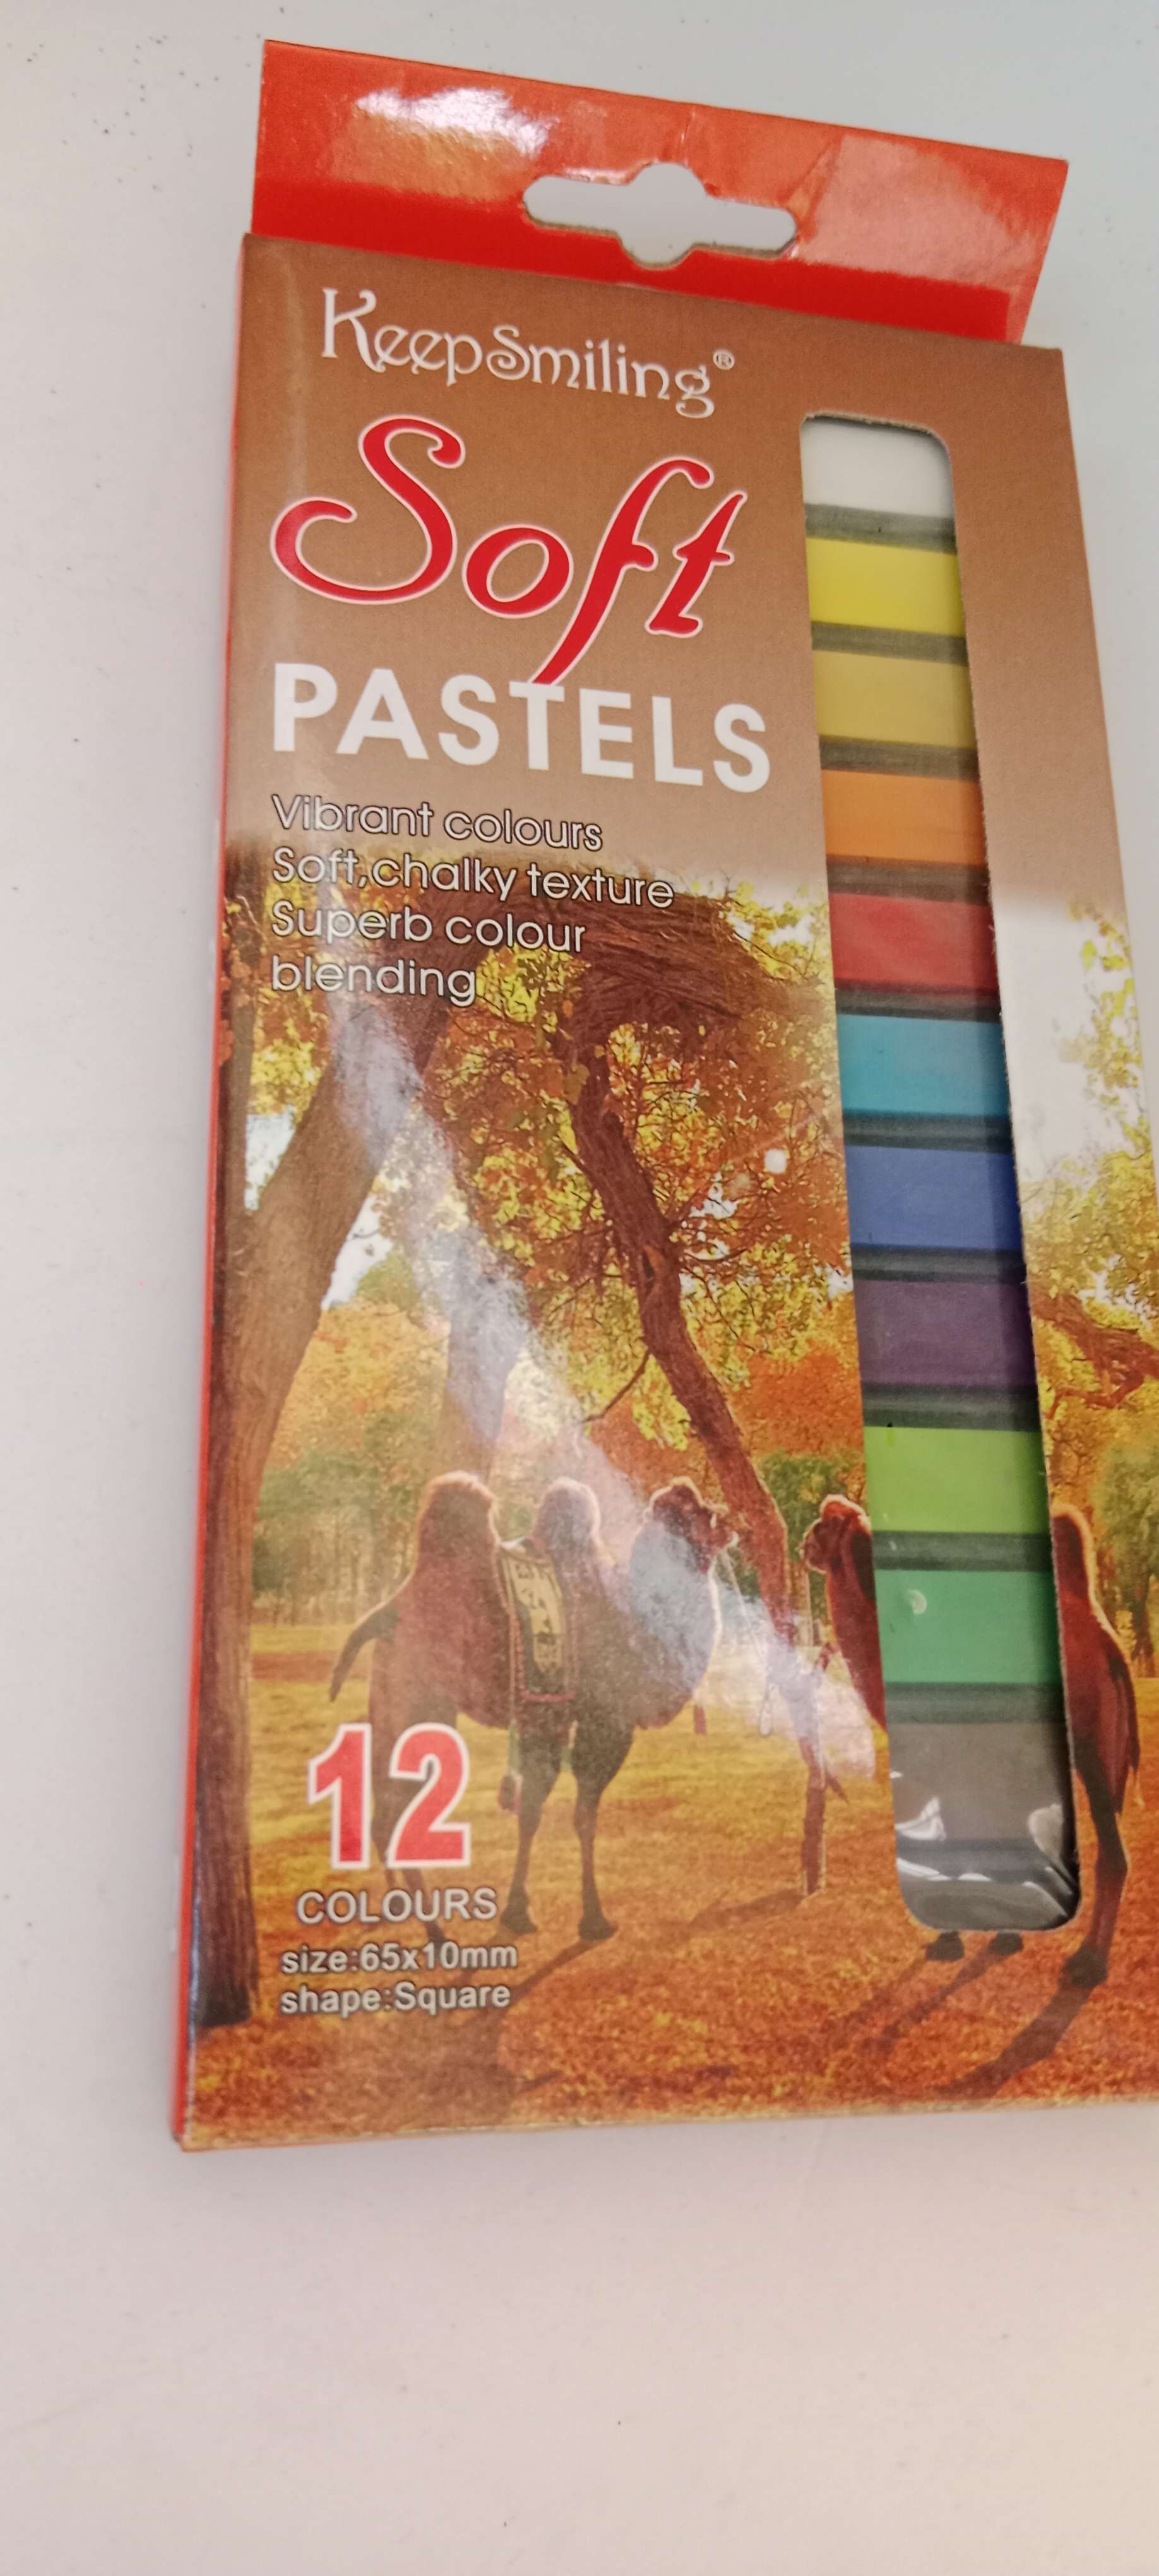 KeepSmiling®
Soft
PASTELS
Vibrant colours
Soft,chalky texture
Superb colour
blending
12
COLOURS
size:65x10mm
shape:Square